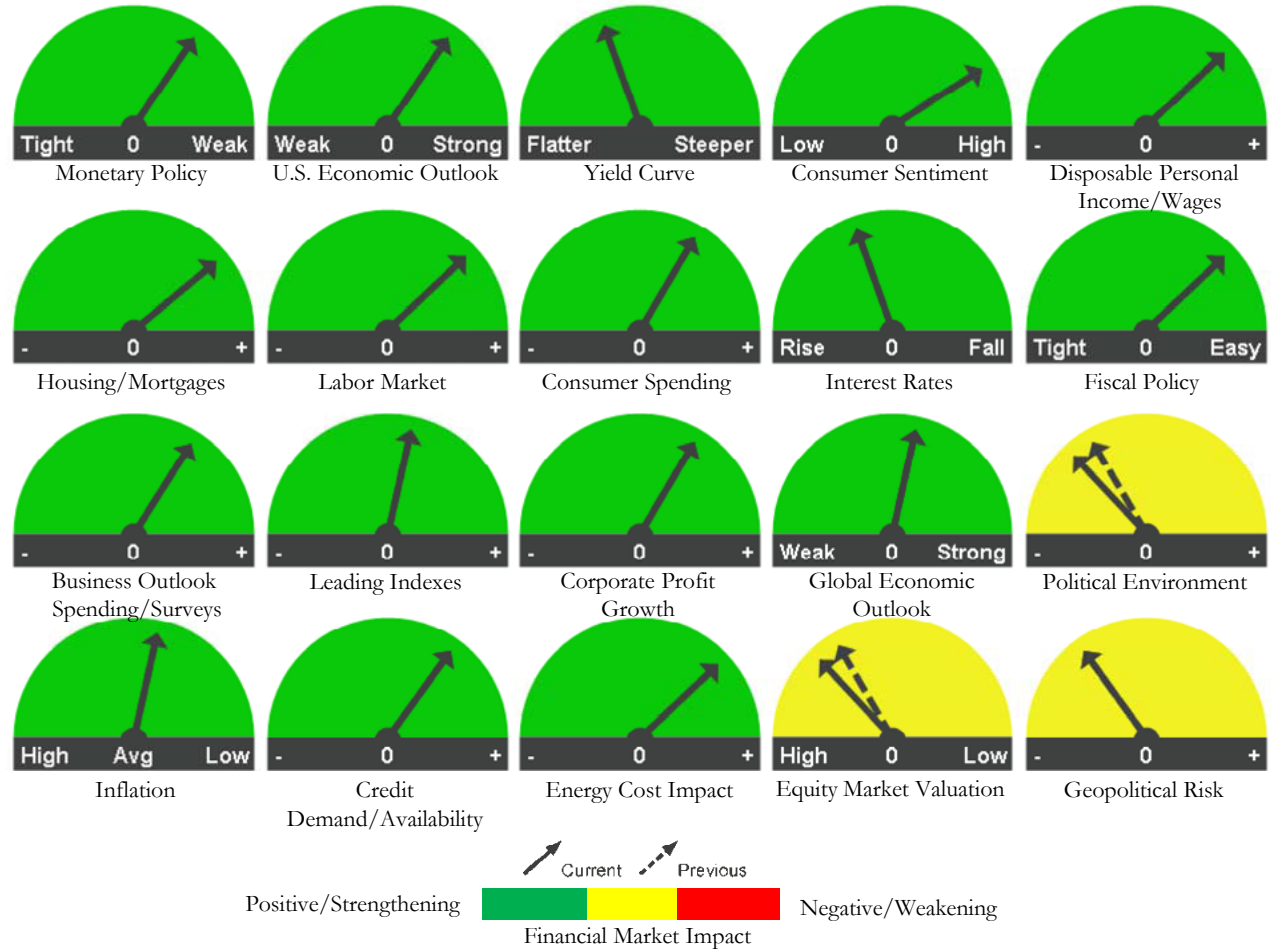 Tight 0 Weak
Monetary Policy
Weak 0 Strong
U.S. Economic Outlook
Flatter Steeper
Yield Curve
Low 0 High
Consumer Sentiment
- 0 +
Disposable Personal
Income/Wages
- 0 +
Housing/Mortgages
- 0 +
Labor Market
- 0 +
Consumer Spending
Rise 0 Fall
Interest Rates
Tight 0 Easy
Fiscal Policy
- 0 +
Business Outlook
Spending/Surveys
- 0 +
Leading Indexes
- 0 +
Corporate Profit
Growth
Weak 0 Strong
Global Economic
Outlook
- 0 +
Political Environment
High Avg Low
Inflation
- 0 +
Credit
Demand/Availability
- 0 +
Energy Cost Impact
High 0 Low
Equity Market Valuation
- 0 +
Geopolitical Risk
Current Previous
Positive/Strengthening
Negative/Weakening
Financial Market Impact